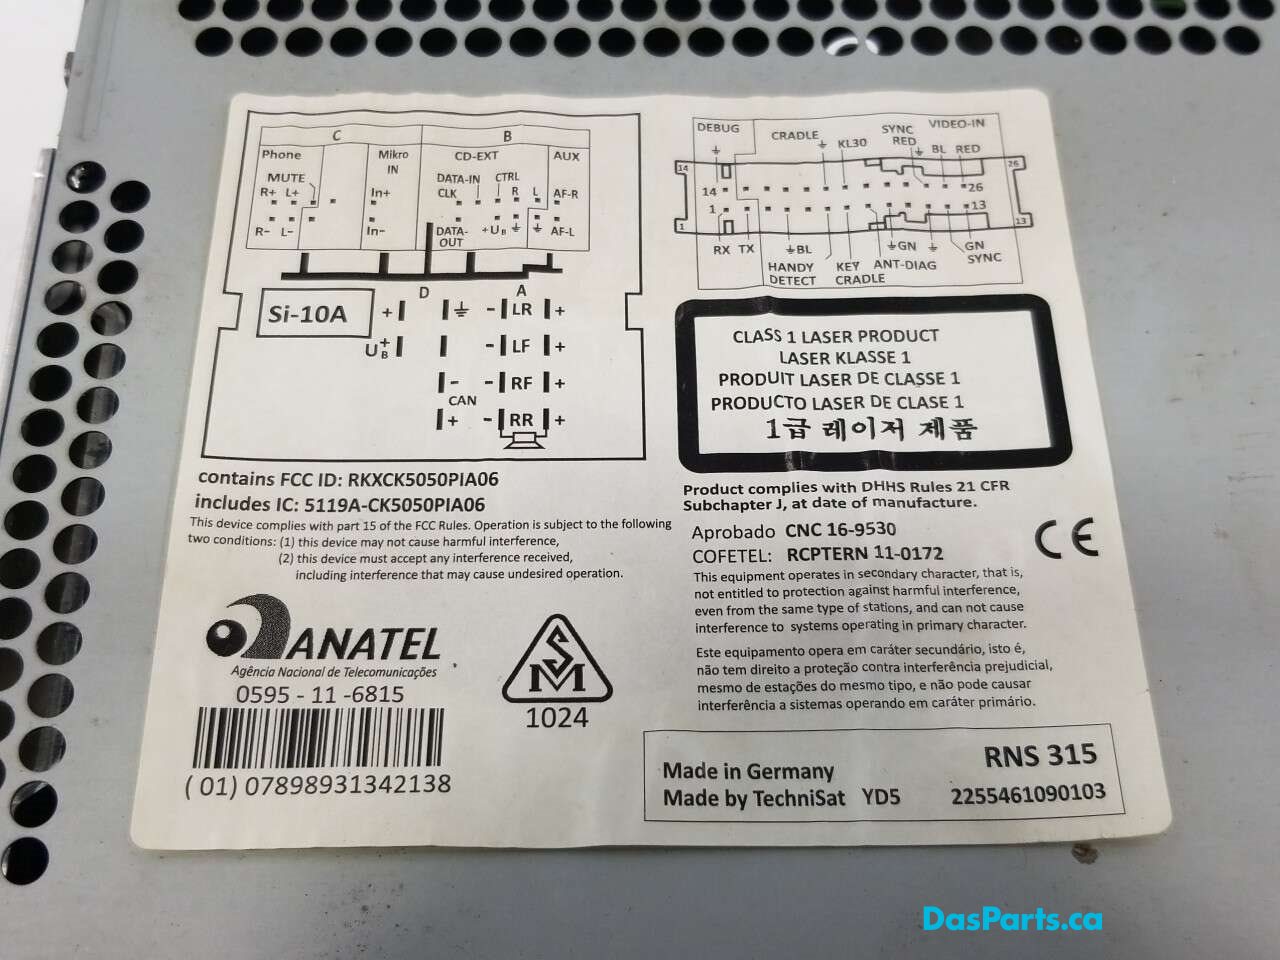 C
B
Phone
Mikro
IN
CD-EXT
AUX
MUTE
R+ L+
In+
DATA-IN
CLK
CTRL
R L
AF-R
R- L-
In-
DATA-
OUT
+UB
AF-L
D
A
Si-10A
+
- LR +
U+B
- LF +
- - RF +
CAN
+ - RR +
contains FCC ID: RKXCK5050PIA06
includes IC: 5119A-CK5050PIA06
This device complies with part 15 of the FCC Rules. Operation is subject to the following
two conditions: (1) this device may not cause harmful interference,
(2) this device must accept any interference received,
including interference that may cause undesired operation.
ANATEL
Agência Nacional de Telecomunicações
0595 - 11 -6815
(01) 07898931342138
S
M
1024
DEBUG
CRADLE
KL30
SYNC
RED
VIDEO-IN
BL RED
14
26
14
26
1
13
1
13
RX TX
BL
HANDY
DETECT
KEY
CRADLE
ANT-DIAG
GN
GN
SYNC
CLASS 1 LASER PRODUCT
LASER KLASSE 1
PRODUIT LASER DE CLASSE 1
PRODUCTO LASER DE CLASE 1
1급 레이저 제품
Product complies with DHHS Rules 21 CFR
Subchapter J, at date of manufacture.
Aprobado CNC 16-9530
COFETEL: RCPTERN 11-0172
CE
This equipment operates in secondary character, that is,
not entitled to protection against harmful interference,
even from the same type of stations, and can not cause
interference to systems operating in primary character.
Este equipamento opera em caráter secundário, isto é,
não tem direito a proteção contra interferência prejudicial,
mesmo de estações do mesmo tipo, e não pode causar
interferência a sistemas operando em caráter primário.
RNS 315
Made in Germany
Made by TechniSat YD5 2255461090103
DasParts.ca